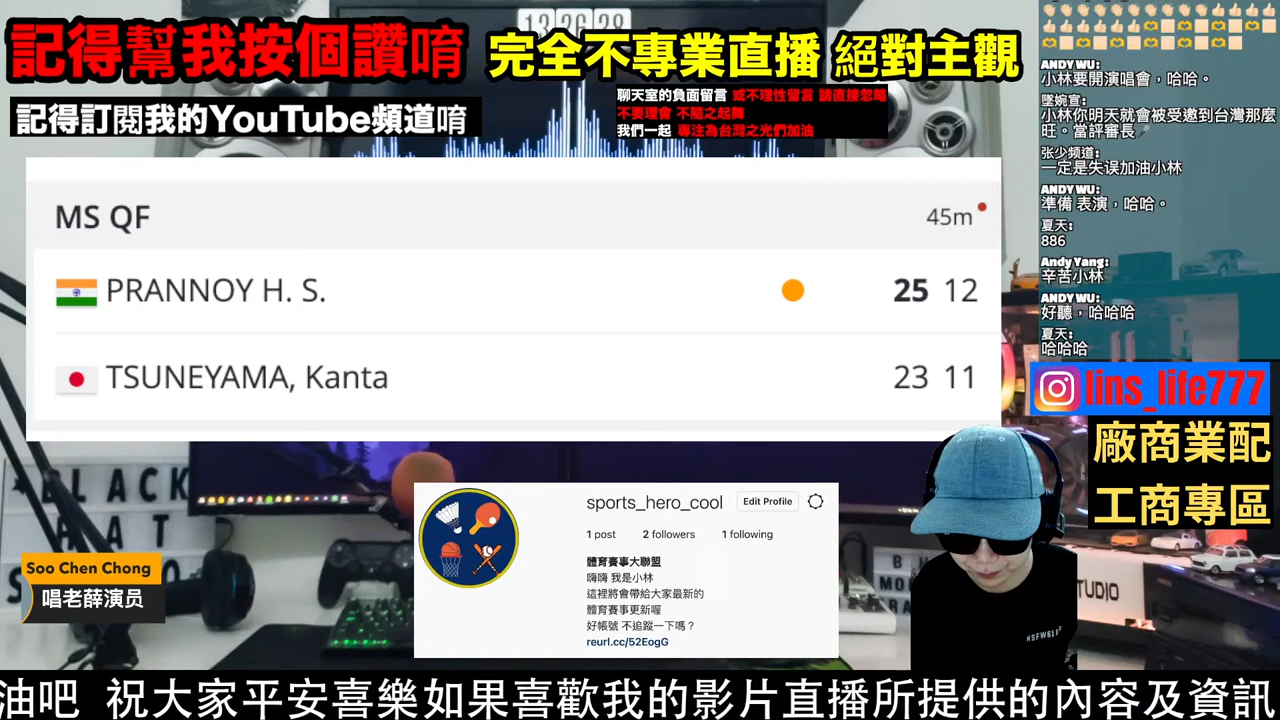 13 26 28
記得幫我按個讚唷
完全不專業直播 絕對主觀
記得訂閱我的YouTube頻道唷
聊天室的負面留言 或不理性留言 請直接忽略
不要理會 不隨之起舞
我們一起 專注為台灣之光們加油
MS QF
45m
PRANNOY H. S.
25 12
TSUNEYAMA, Kanta
23 11
ANDY WU:
小林要開演唱會，哈哈。
墜婉宣:
小林你明天就會被受邀到台灣那麼
旺。當評審長🎤
张少频道:
一定是失误加油小林
ANDY WU:
準備 表演，哈哈。
夏天:
886
Andy Yang:
辛苦小林
ANDY WU:
好聽，哈哈哈
夏天:
哈哈哈
lins_life777
廠商業配
工商專區
sports_hero_cool
Edit Profile
1 post
2 followers
1 following
體育賽事大聯盟
嗨嗨 我是小林
這裡將會帶給大家最新的
體育賽事更新喔
好帳號 不追蹤一下嗎？
reurl.cc/52EogG
Soo Chen Chong
唱老薛演员
油吧 祝大家平安喜樂如果喜歡我的影片直播所提供的內容及資訊